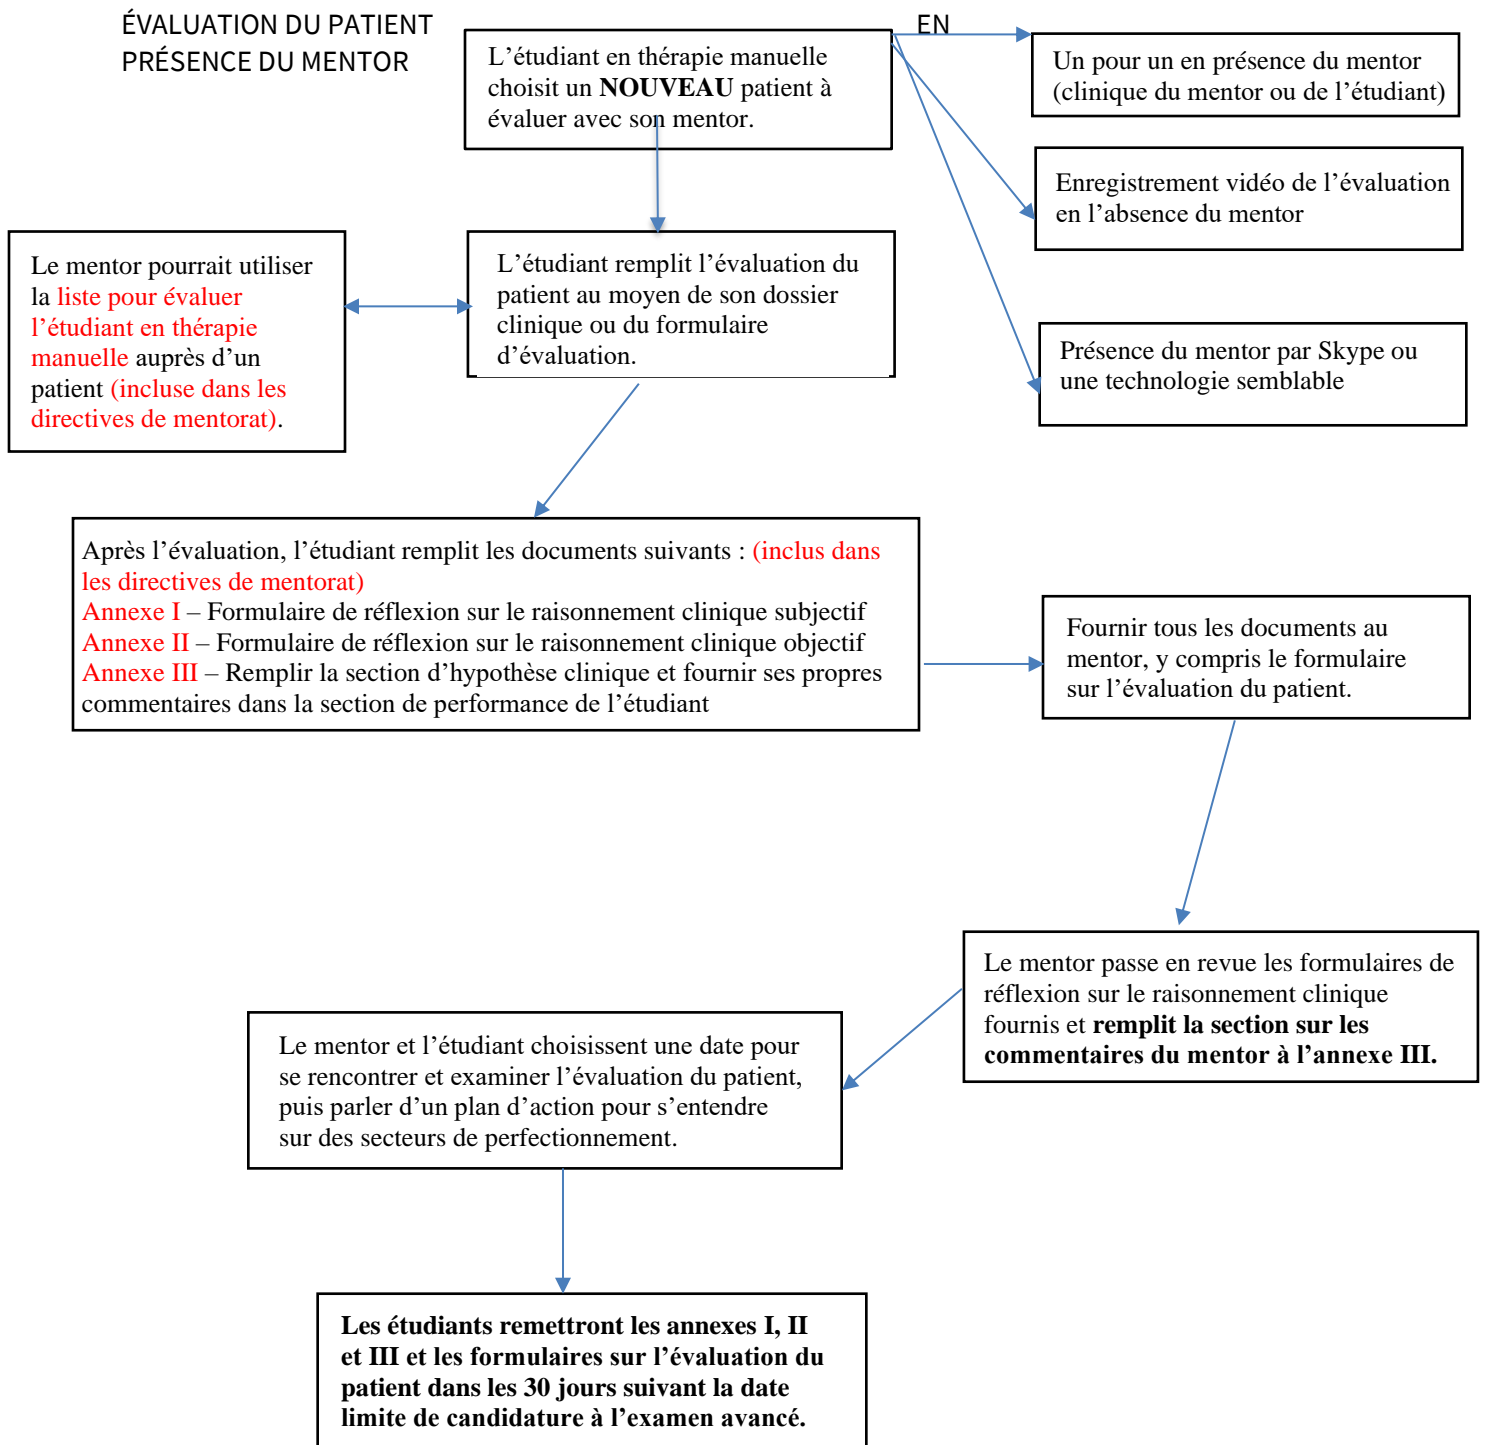 ÉVALUATION DU PATIENT EN
PRÉSENCE DU MENTOR
L’étudiant en thérapie manuelle
choisit un NOUVEAU patient à
évaluer avec son mentor.
Un pour un en présence du mentor
(clinique du mentor ou de l’étudiant)
Enregistrement vidéo de l’évaluation
en l’absence du mentor
Présence du mentor par Skype ou
une technologie semblable
Le mentor pourrait utiliser
la liste pour évaluer
l’étudiant en thérapie
manuelle auprès d’un
patient (incluse dans les
directives de mentorat).
L’étudiant remplit l’évaluation du
patient au moyen de son dossier
clinique ou du formulaire
d’évaluation.
Après l’évaluation, l’étudiant remplit les documents suivants : (inclus dans
les directives de mentorat)
Annexe I – Formulaire de réflexion sur le raisonnement clinique subjectif
Annexe II – Formulaire de réflexion sur le raisonnement clinique objectif
Annexe III – Remplir la section d’hypothèse clinique et fournir ses propres
commentaires dans la section de performance de l’étudiant
Fournir tous les documents au
mentor, y compris le formulaire
sur l’évaluation du patient.
Le mentor passe en revue les formulaires de
réflexion sur le raisonnement clinique
fournis et remplit la section sur les
commentaires du mentor à l’annexe III.
Le mentor et l’étudiant choisissent une date pour
se rencontrer et examiner l’évaluation du patient,
puis parler d’un plan d’action pour s’entendre
sur des secteurs de perfectionnement.
Les étudiants remettront les annexes I, II
et III et les formulaires sur l’évaluation du
patient dans les 30 jours suivant la date
limite de candidature à l’examen avancé.